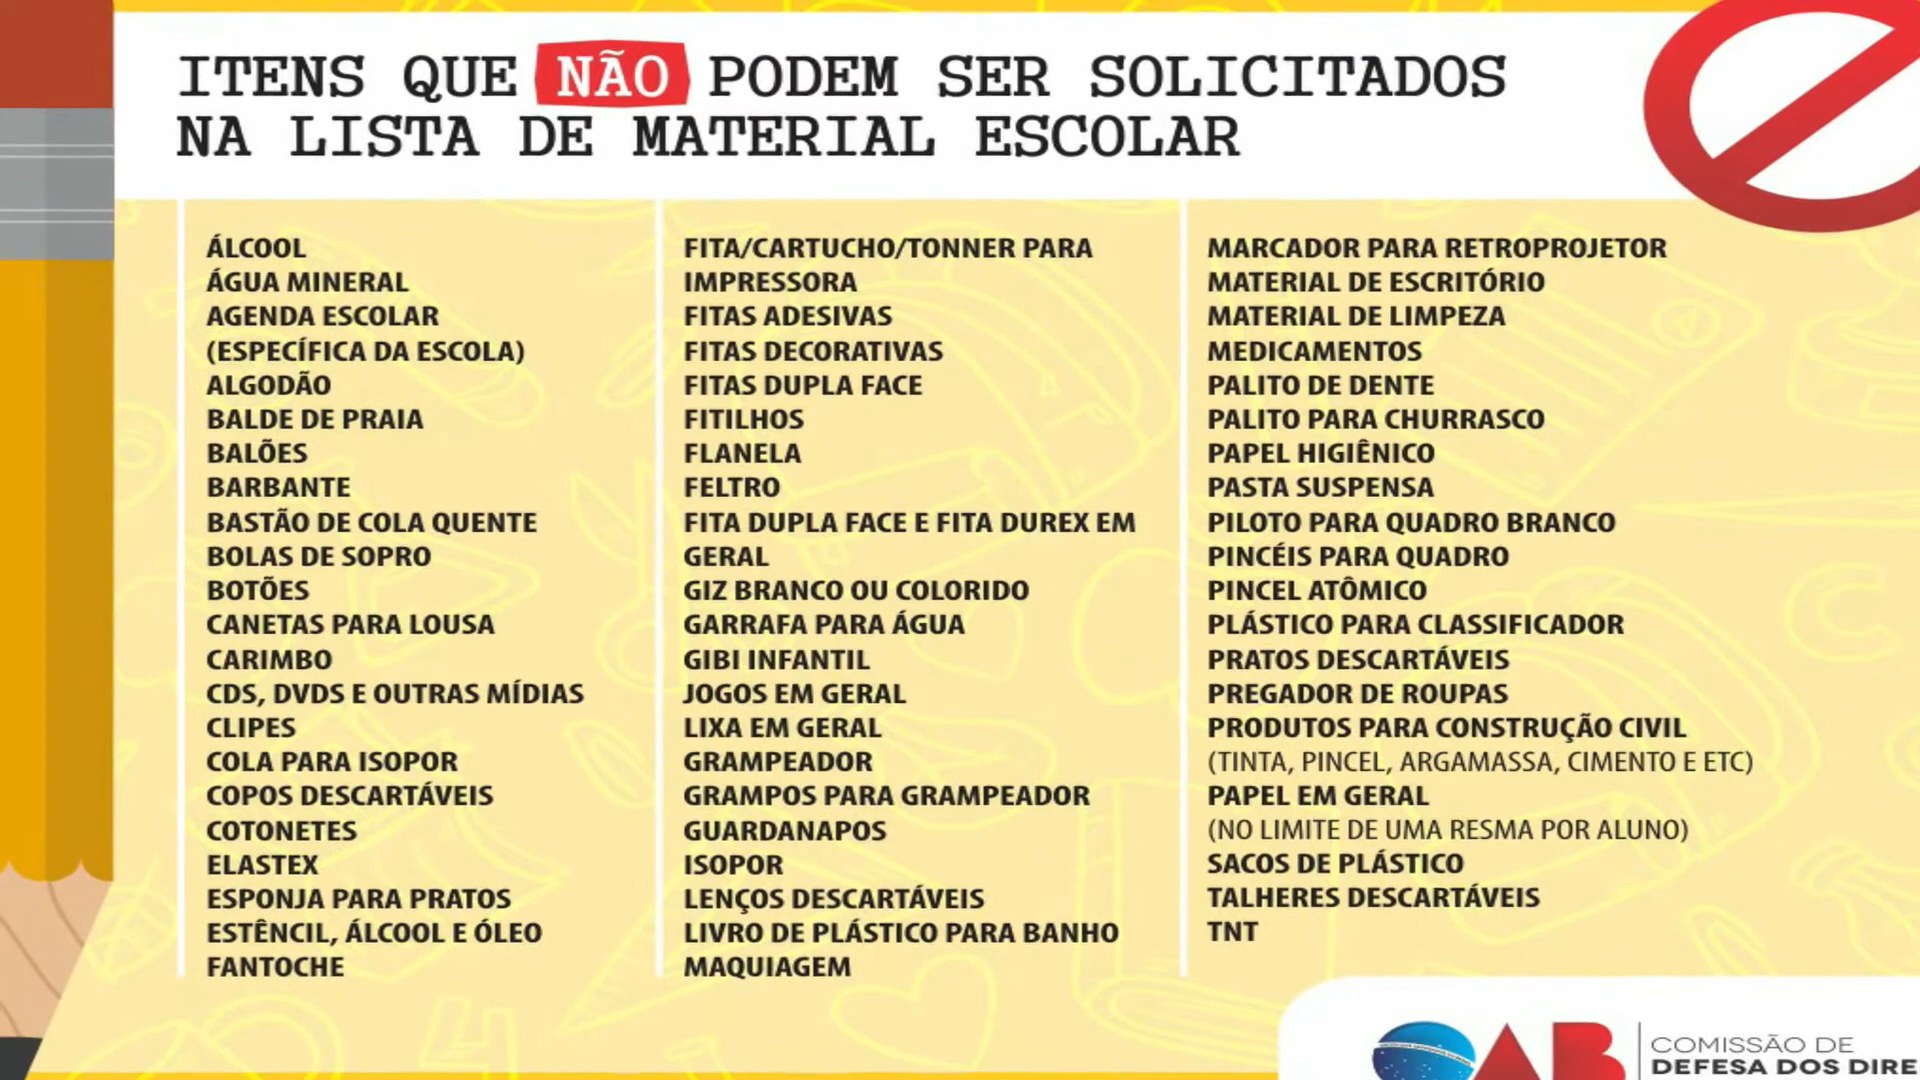 ITENS QUE NÃO PODEM SER SOLICITADOS
NA LISTA DE MATERIAL ESCOLAR
ÁLCOOL
ÁGUA MINERAL
AGENDA ESCOLAR
(ESPECÍFICA DA ESCOLA)
ALGODÃO
BALDE DE PRAIA
BALÕES
BARBANTE
BASTÃO DE COLA QUENTE
BOLAS DE SOPRO
BOTÕES
CANETAS PARA LOUSA
CARIMBO
CDS, DVDS E OUTRAS MÍDIAS
CLIPES
COLA PARA ISOPOR
COPOS DESCARTÁVEIS
COTONETES
ELASTEX
ESPONJA PARA PRATOS
ESTÊNCIL, ÁLCOOL E ÓLEO
FANTOCHE
FITA/CARTUCHO/TONNER PARA
IMPRESSORA
FITAS ADESIVAS
FITAS DECORATIVAS
FITAS DUPLA FACE
FITILHOS
FLANELA
FELTRO
FITA DUPLA FACE E FITA DUREX EM
GERAL
GIZ BRANCO OU COLORIDO
GARRAFA PARA ÁGUA
GIBI INFANTIL
JOGOS EM GERAL
LIXA EM GERAL
GRAMPEADOR
GRAMPOS PARA GRAMPEADOR
GUARDANAPOS
ISOPOR
LENÇOS DESCARTÁVEIS
LIVRO DE PLÁSTICO PARA BANHO
MAQUIAGEM
MARCADOR PARA RETROPROJETOR
MATERIAL DE ESCRITÓRIO
MATERIAL DE LIMPEZA
MEDICAMENTOS
PALITO DE DENTE
PALITO PARA CHURRASCO
PAPEL HIGIÊNICO
PASTA SUSPENSA
PILOTO PARA QUADRO BRANCO
PINCÉIS PARA QUADRO
PINCEL ATÔMICO
PLÁSTICO PARA CLASSIFICADOR
PRATOS DESCARTÁVEIS
PREGADOR DE ROUPAS
PRODUTOS PARA CONSTRUÇÃO CIVIL
(TINTA, PINCEL, ARGAMASSA, CIMENTO E ETC)
PAPEL EM GERAL
(NO LIMITE DE UMA RESMA POR ALUNO)
SACOS DE PLÁSTICO
TALHERES DESCARTÁVEIS
TNT
OAB
COMISSÃO DE
DEFESA DOS DIRE